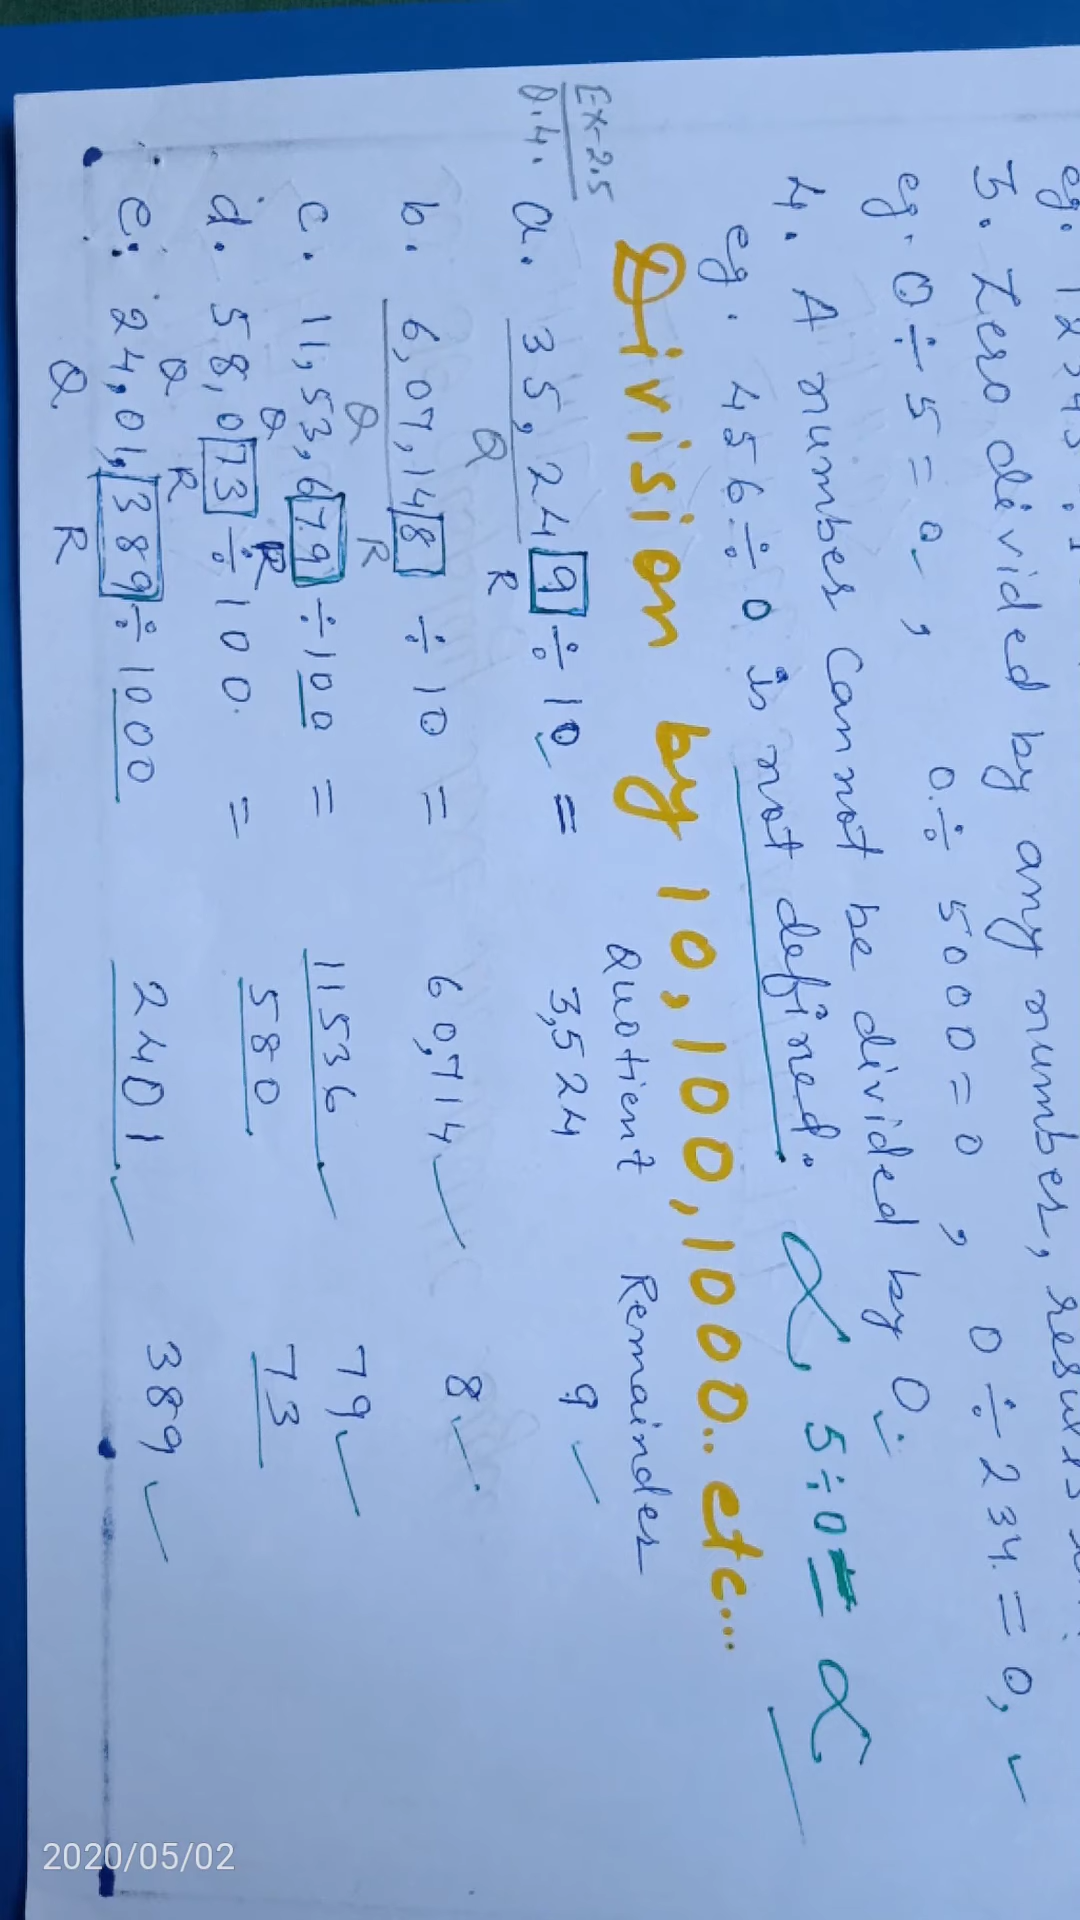 eg.
3. Zero divided by any number,
eg. 0 ÷ 5 = 0, 0 ÷ 5000 = 0, 0 ÷ 234 = 0,
4. A number cannot be divided by 0.
eg. 456 ÷ 0 is not defined. ∝, 5 ÷ 0 = ∝
Division by 10, 100, 1000.. etc...
Ex-2.5
Q.4. Quotient Remainder
a. 35,249 ÷ 10 = 3,524 9
Q R
b. 6,07,148 ÷ 10 = 60,714 8
Q R
c. 11,53,679 ÷ 100 = 11536 79
Q R
d. 58,073 ÷ 100 = 580 73
Q R
e. 24,01,389 ÷ 1000 2401 389
Q R
2020/05/02